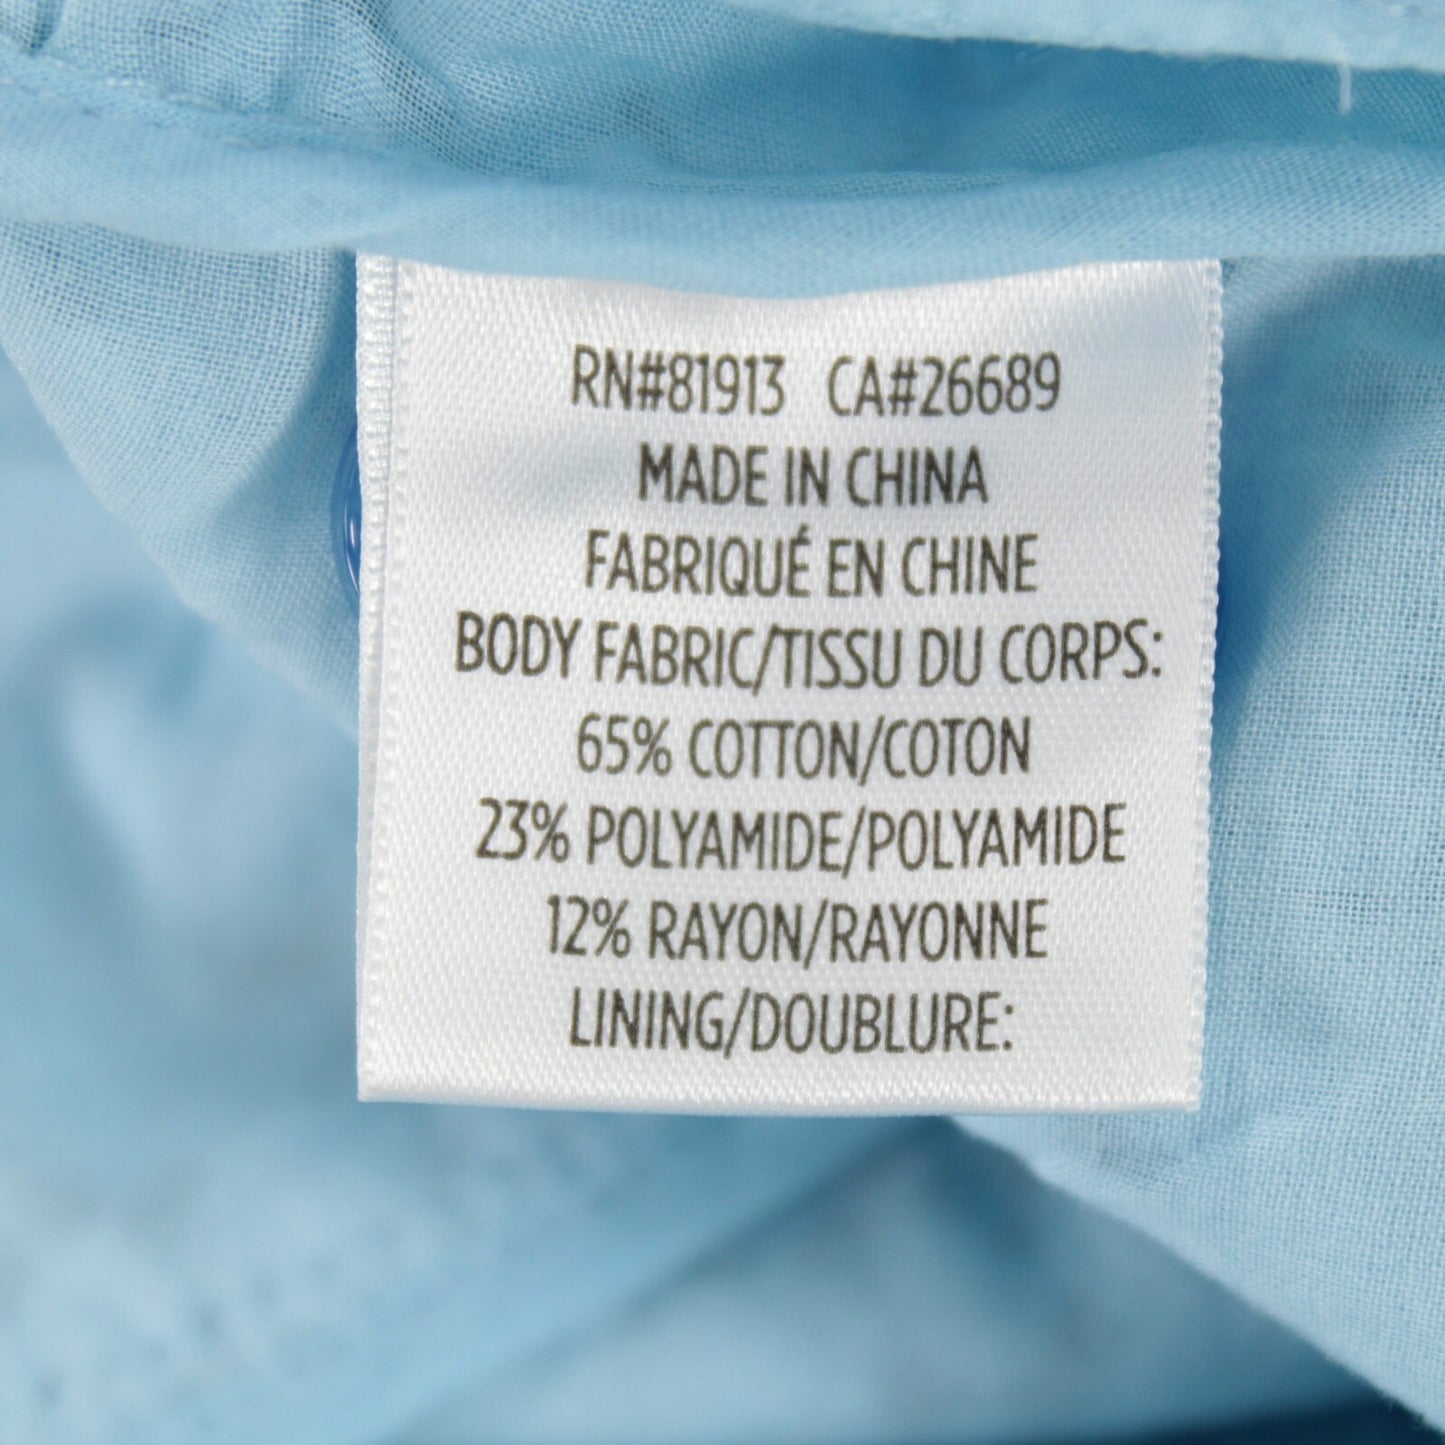 RN#81913 CA#26689
MADE IN CHINA
FABRIQUÉ EN CHINE
BODY FABRIC/TISSU DU CORPS:
65% COTTON/COTON
23% POLYAMIDE/POLYAMIDE
12% RAYON/RAYONNE
LINING/DOUBLURE: